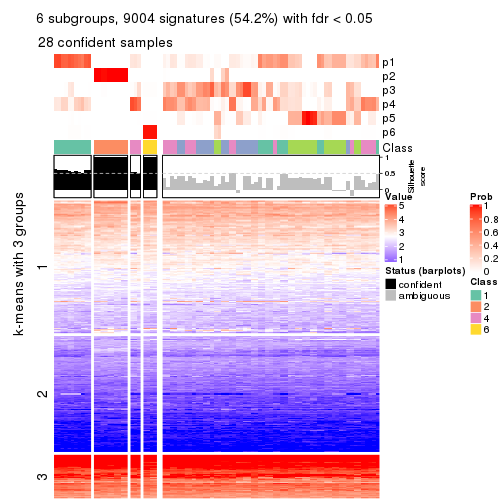 6 subgroups, 9004 signatures (54.2%) with fdr < 0.05
28 confident samples
p1
p2
p3
p4
p5
p6
Class
1
0.5
0
Silhouette
score
k-means with 3 groups
1
2
3
Value
5
4
3
2
1
Status (barplots)
confident
ambiguous
Prob
1
0.8
0.6
0.4
0.2
0
Class
1
2
4
6